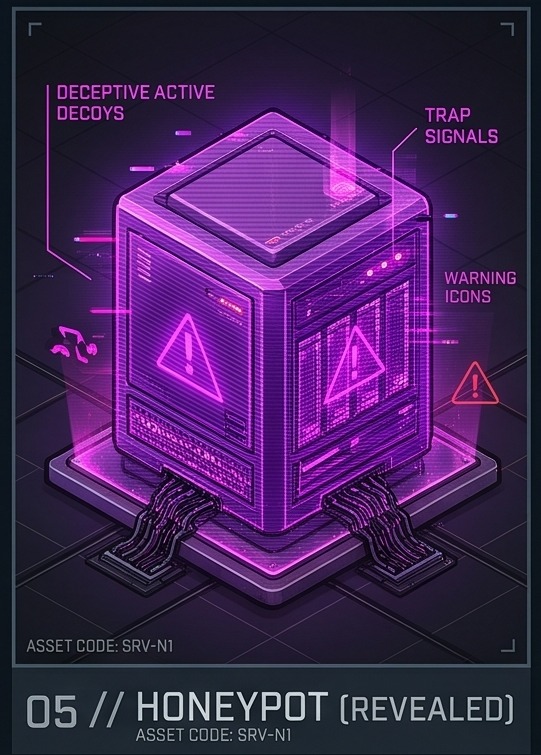 DECEPTIVE ACTIVE
DECOYS
TRAP
SIGNALS
WARNING
ICONS
ASSET CODE: SRV-N1
05 // HONEYPOT (REVEALED)
ASSET CODE: SRV-N1